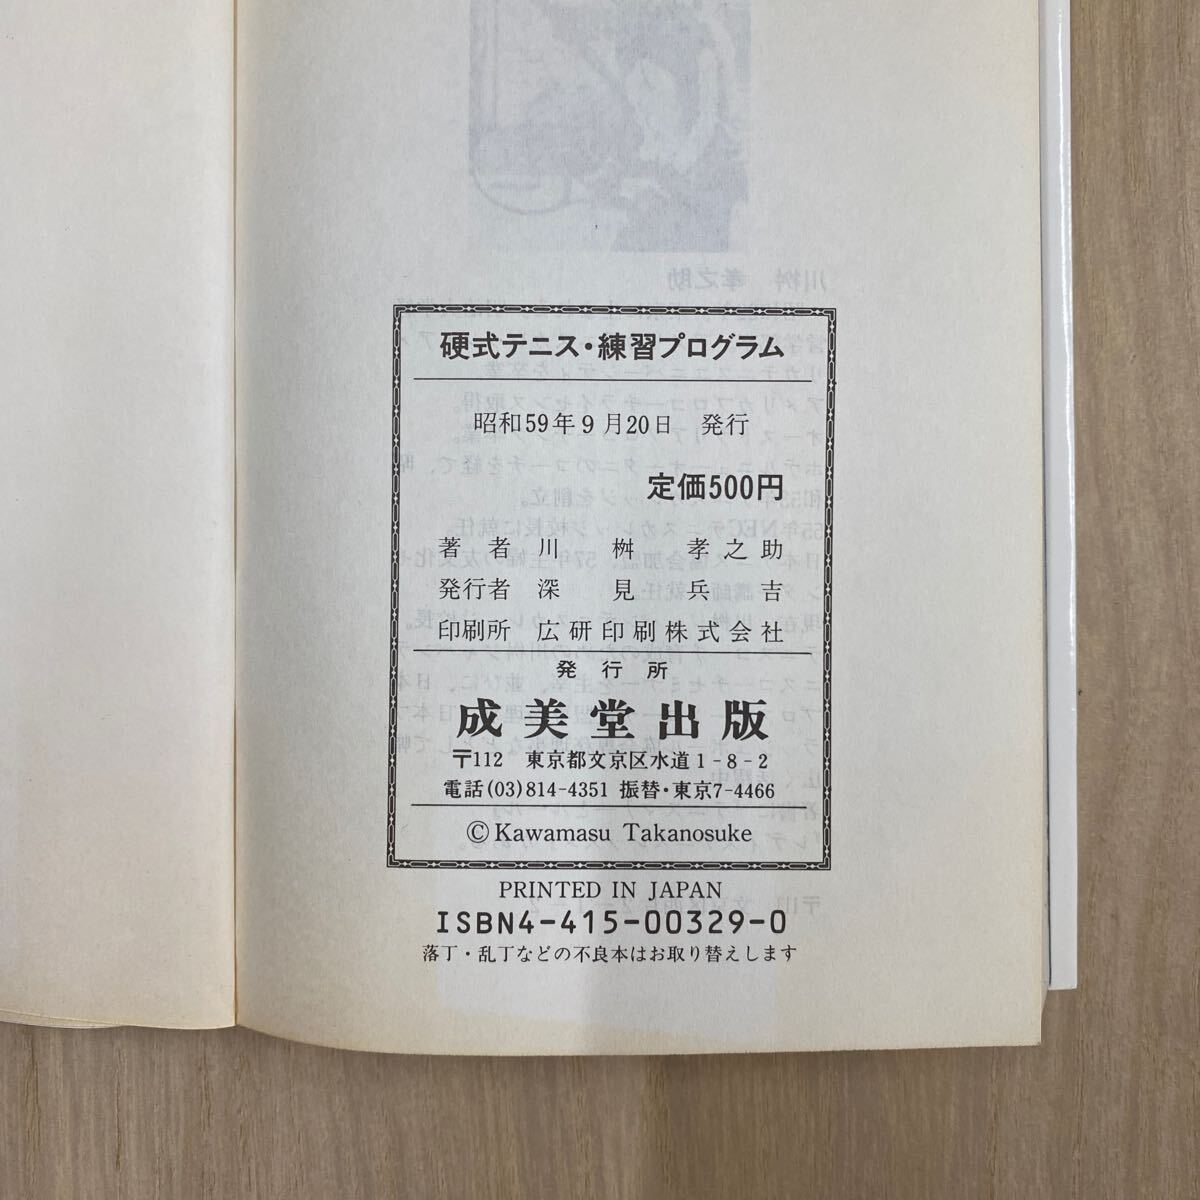 硬式テニス・練習プログラム
昭和59年9月20日 発行
定価500円
著者 川桝 孝之助
発行者 深見兵吉
印刷所 広研印刷株式会社
発行所
成美堂出版
〒112 東京都文京区水道1-8-2
電話(03)814-4351 振替・東京7-4466
© Kawamasu Takanosuke
PRINTED IN JAPAN
ISBN4-415-00329-0
落丁・乱丁などの不良本はお取り替えします